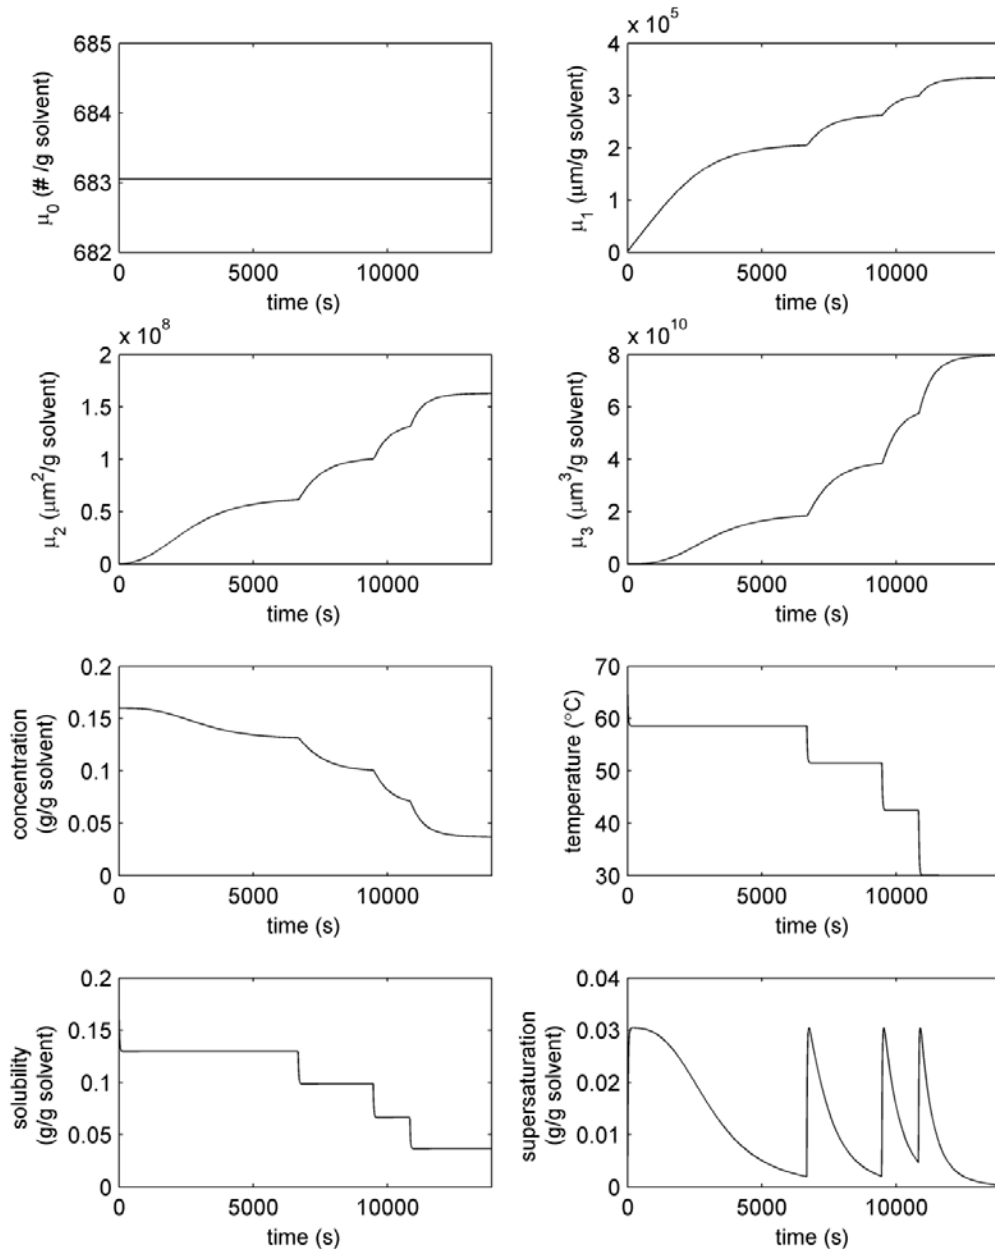 685
684
683
682
μ0 (# /g solvent)
0 5000 10000
time (s)
x 10^5
4
3
2
1
0
μ1 (μm/g solvent)
0 5000 10000
time (s)
x 10^8
2
1.5
1
0.5
0
μ2 (μm^2/g solvent)
0 5000 10000
time (s)
x 10^10
8
6
4
2
0
μ3 (μm^3/g solvent)
0 5000 10000
time (s)
0.2
0.15
0.1
0.05
0
concentration
(g/g solvent)
0 5000 10000
time (s)
70
60
50
40
30
temperature (°C)
0 5000 10000
time (s)
0.2
0.15
0.1
0.05
0
solubility
(g/g solvent)
0 5000 10000
time (s)
0.04
0.03
0.02
0.01
0
supersaturation
(g/g solvent)
0 5000 10000
time (s)